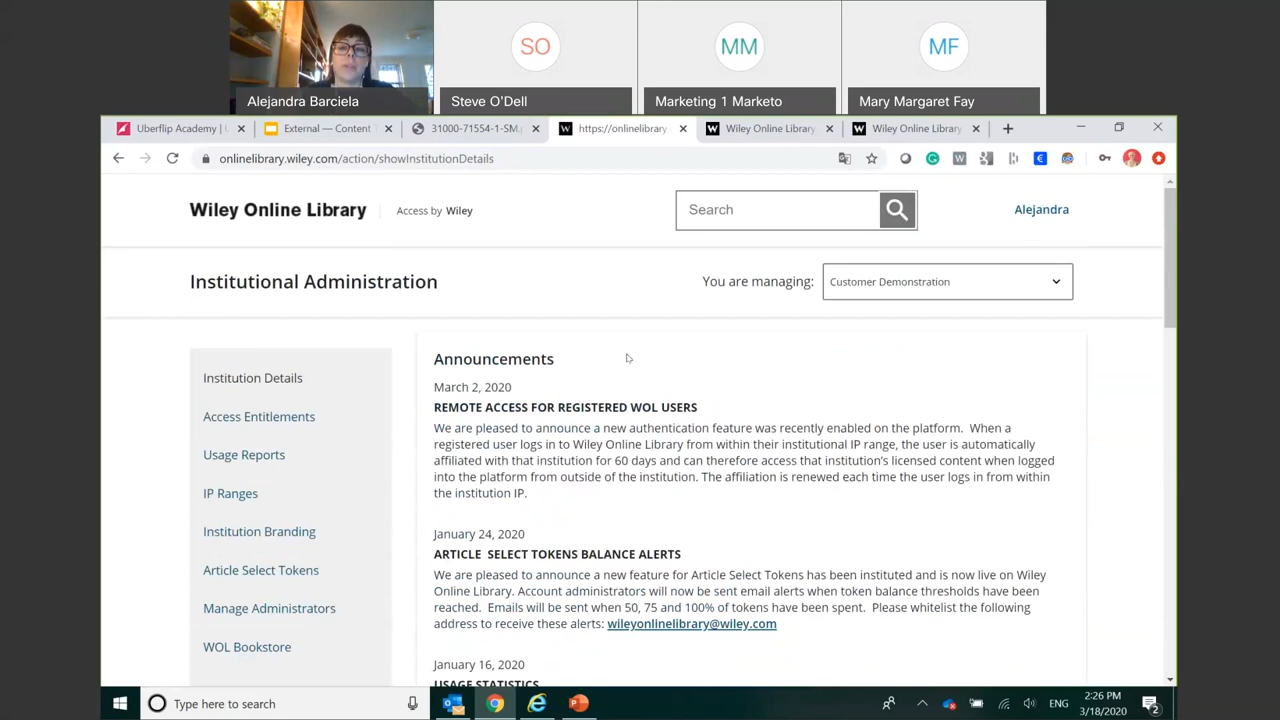 SO
MM
MF
Alejandra Barciela
Steve O'Dell
Marketing 1 Marketo
Mary Margaret Fay
Uberflip Academy |
External — Content
31000-71554-1-SM.
https://onlinelibrary.
Wiley Online Library
Wiley Online Library
onlinelibrary.wiley.com/action/showInstitutionDetails
Wiley Online Library
Access by Wiley
Search
Alejandra
Institutional Administration
You are managing:
Customer Demonstration
Institution Details
Access Entitlements
Usage Reports
IP Ranges
Institution Branding
Article Select Tokens
Manage Administrators
WOL Bookstore
Announcements
March 2, 2020
REMOTE ACCESS FOR REGISTERED WOL USERS
We are pleased to announce a new authentication feature was recently enabled on the platform. When a
registered user logs in to Wiley Online Library from within their institutional IP range, the user is automatically
affiliated with that institution for 60 days and can therefore access that institution's licensed content when logged
into the platform from outside of the institution. The affiliation is renewed each time the user logs in from within
the institution IP.
January 24, 2020
ARTICLE SELECT TOKENS BALANCE ALERTS
We are pleased to announce a new feature for Article Select Tokens has been instituted and is now live on Wiley
Online Library. Account administrators will now be sent email alerts when token balance thresholds have been
reached. Emails will be sent when 50, 75 and 100% of tokens have been spent. Please whitelist the following
address to receive these alerts: wileyonlinelibrary@wiley.com
January 16, 2020
USAGE STATISTICS
Type here to search
ENG
2:26 PM
3/18/2020
2